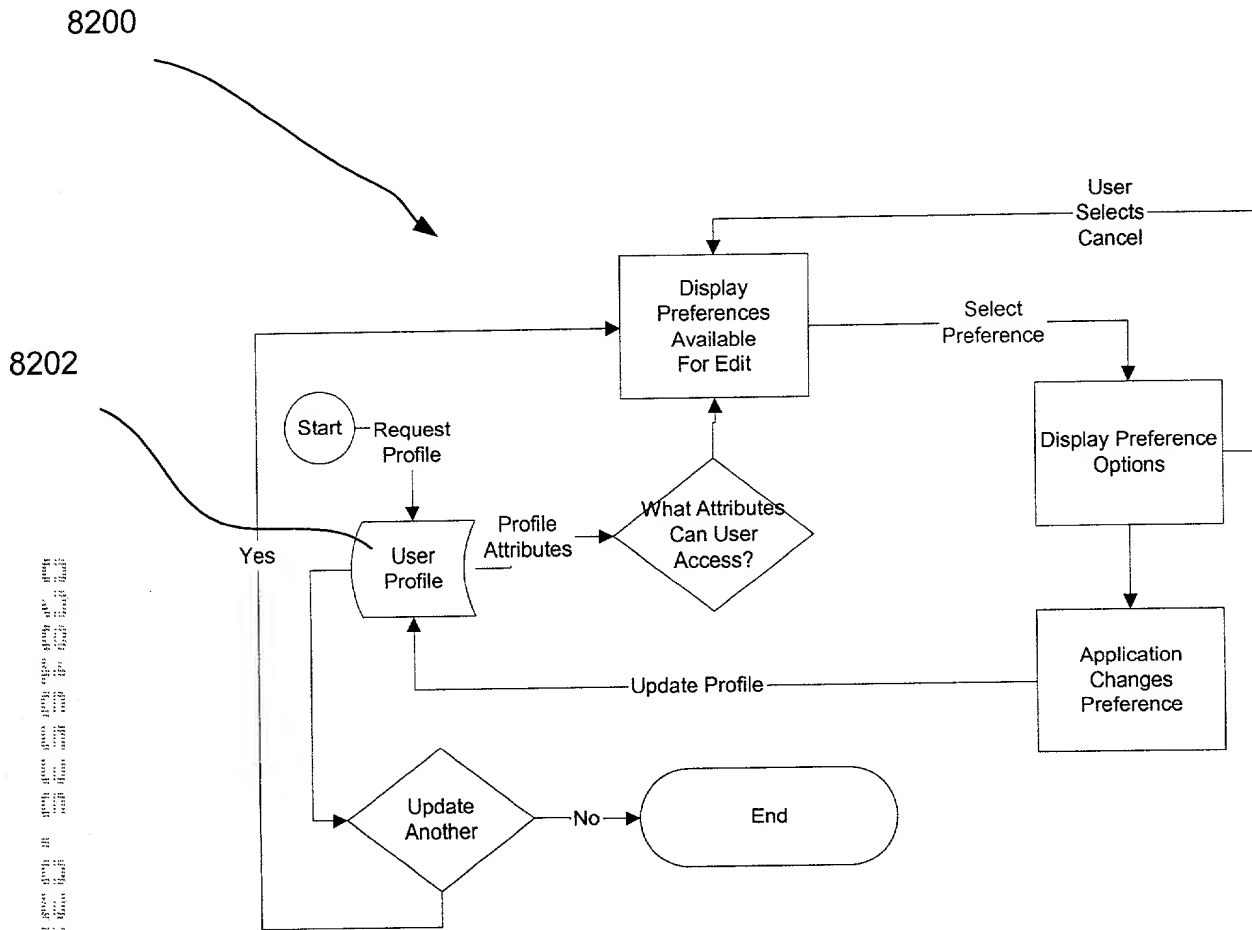 8200
User
Selects
Cancel
Display
Preferences
Available
For Edit
Select
Preference
8202
Start
Request
Profile
Display Preference
Options
What Attributes
Can User
Access?
Profile
Attributes
User
Profile
Yes
Application
Changes
Preference
Update Profile
Update
Another
No
End